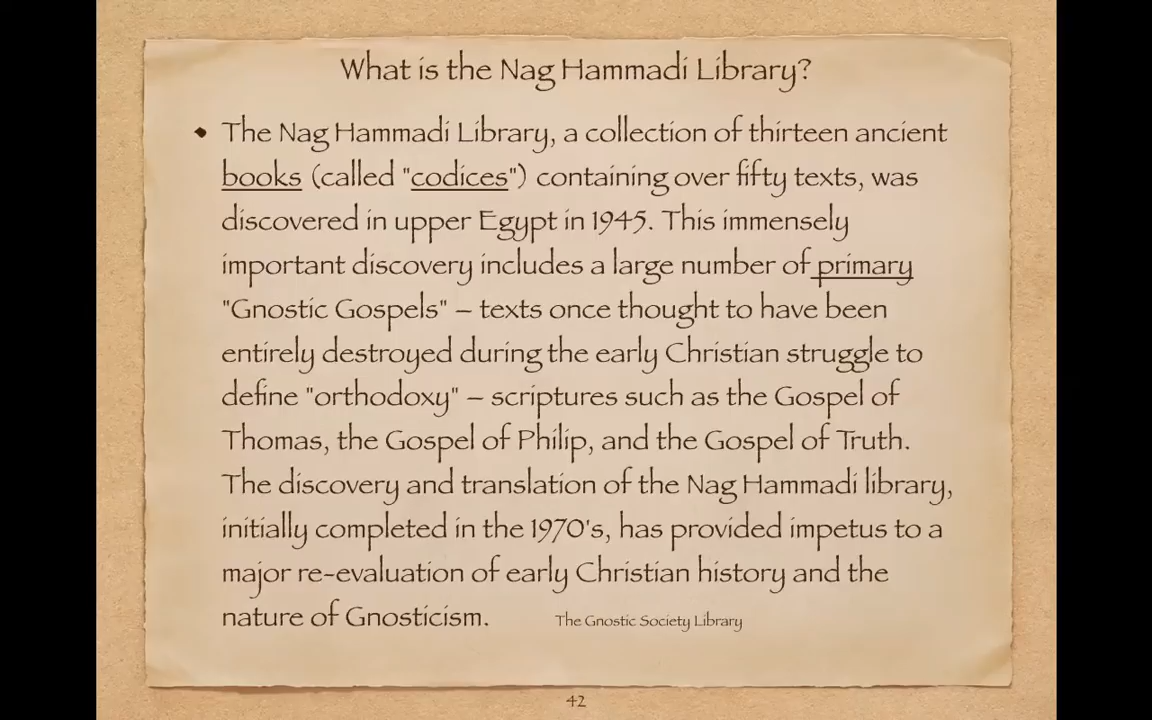 What is the Nag Hammadi Library?
• The Nag Hammadi Library, a collection of thirteen ancient
books (called "codices") containing over fifty texts, was
discovered in upper Egypt in 1945. This immensely
important discovery includes a large number of primary
"Gnostic Gospels" – texts once thought to have been
entirely destroyed during the early Christian struggle to
define "orthodoxy" – scriptures such as the Gospel of
Thomas, the Gospel of Philip, and the Gospel of Truth.
The discovery and translation of the Nag Hammadi library,
initially completed in the 1970's, has provided impetus to a
major re-evaluation of early Christian history and the
nature of Gnosticism. The Gnostic Society Library
42